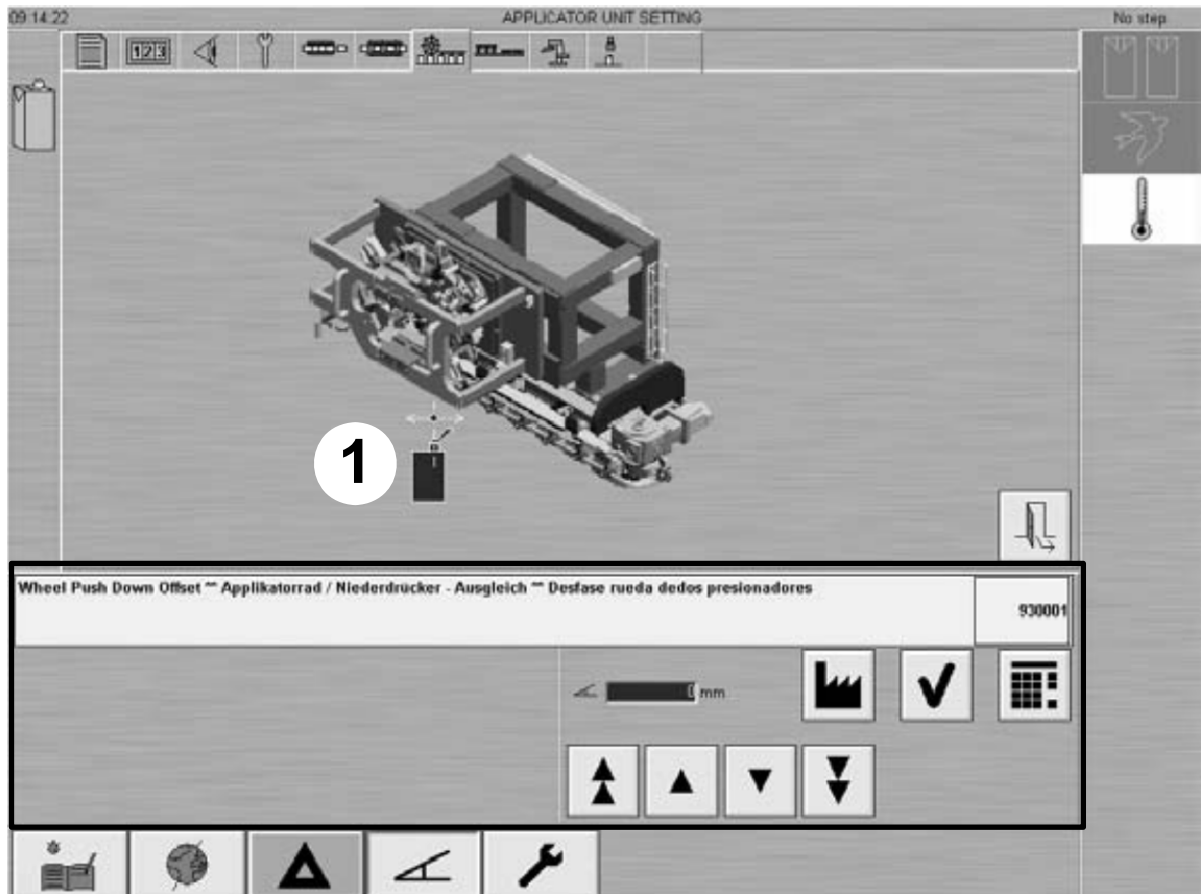 09:14:22 APPLICATOR UNIT SETTING No step
123
1
Wheel Push Down Offset ** Applikatorrad / Niederdrücker - Ausgleich ** Desfase rueda dedos presionadores
930001
0 mm